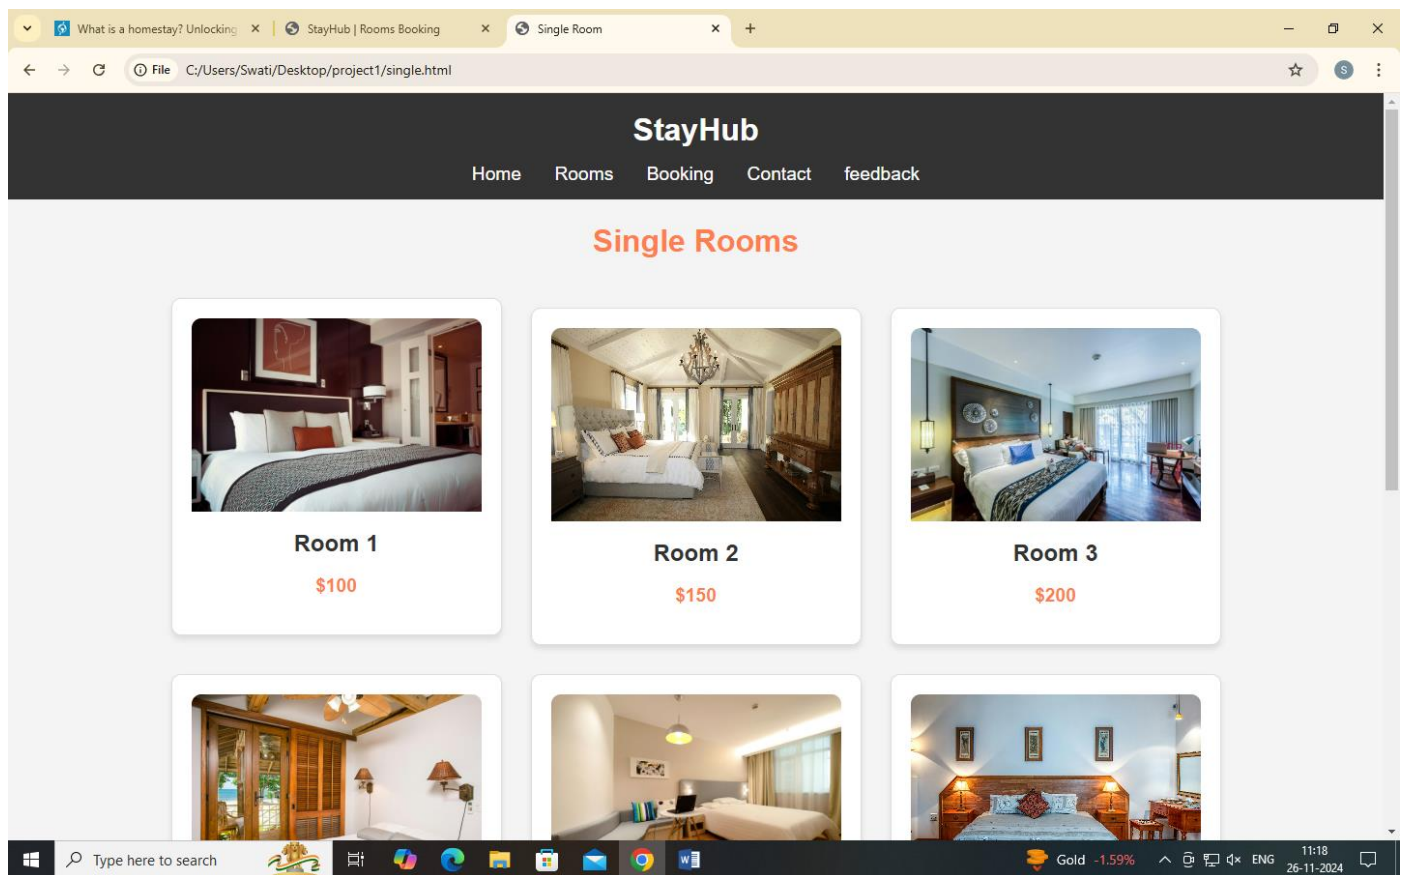 What is a homestay? Unlocking
StayHub | Rooms Booking
Single Room
File
C:/Users/Swati/Desktop/project1/single.html
S
StayHub
Home Rooms Booking Contact feedback
Single Rooms
Room 1
$100
Room 2
$150
Room 3
$200
Type here to search
Gold -1.59%
ENG
11:18
26-11-2024